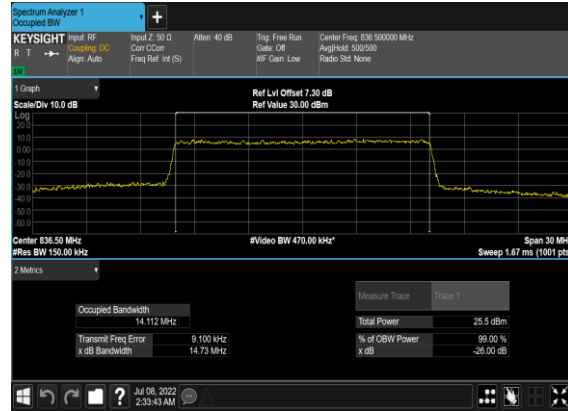 Spectrum Analyzer 1
Occupied BW
KEYSIGHT
R T
LM
Input: RF
Coupling: DC
Align: Auto
Input Z: 50 Ω
Corr CCorr
Freq Ref: Int (S)
Atten: 40 dB
Trig: Free Run
Gate: Off
#IF Gain: Low
Center Freq: 836.500000 MHz
Avg|Hold: 500/500
Radio Std: None
1 Graph
Scale/Div 10.0 dB
Ref Lvl Offset 7.30 dB
Ref Value 30.00 dBm
Log
20.0
10.0
0.00
-10.0
-20.0
-30.0
-40.0
-50.0
-60.0
Center 836.50 MHz
#Res BW 150.00 kHz
#Video BW 470.00 kHz*
Span 30 MH
Sweep 1.67 ms (1001 pts
2 Metrics
Measure Trace Trace 1
Occupied Bandwidth
14.112 MHz
Total Power 25.5 dBm
Transmit Freq Error 9.100 kHz
% of OBW Power 99.00 %
x dB Bandwidth 14.73 MHz
x dB -26.00 dB
?
Jul 08, 2022
2:33:43 AM